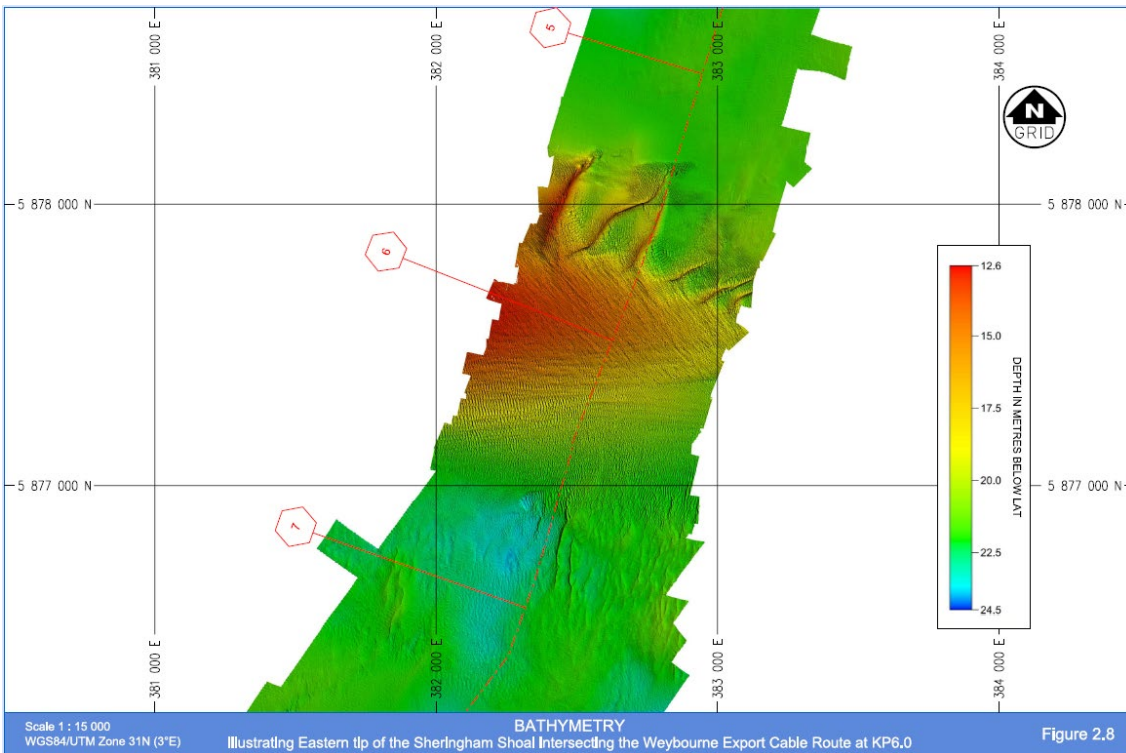 381 000 E
382 000 E
383 000 E
384 000 E
5
N
GRID
5 878 000 N
5 878 000 N
6
12.6
15.0
17.5
20.0
22.5
24.5
DEPTH IN METRES BELOW LAT
5 877 000 N
5 877 000 N
7
381 000 E
382 000 E
383 000 E
384 000 E
Scale 1 : 15 000
WGS84/UTM Zone 31N (3°E)
BATHYMETRY
Illustrating Eastern tip of the Sheringham Shoal Intersecting the Weybourne Export Cable Route at KP6.0
Figure 2.8